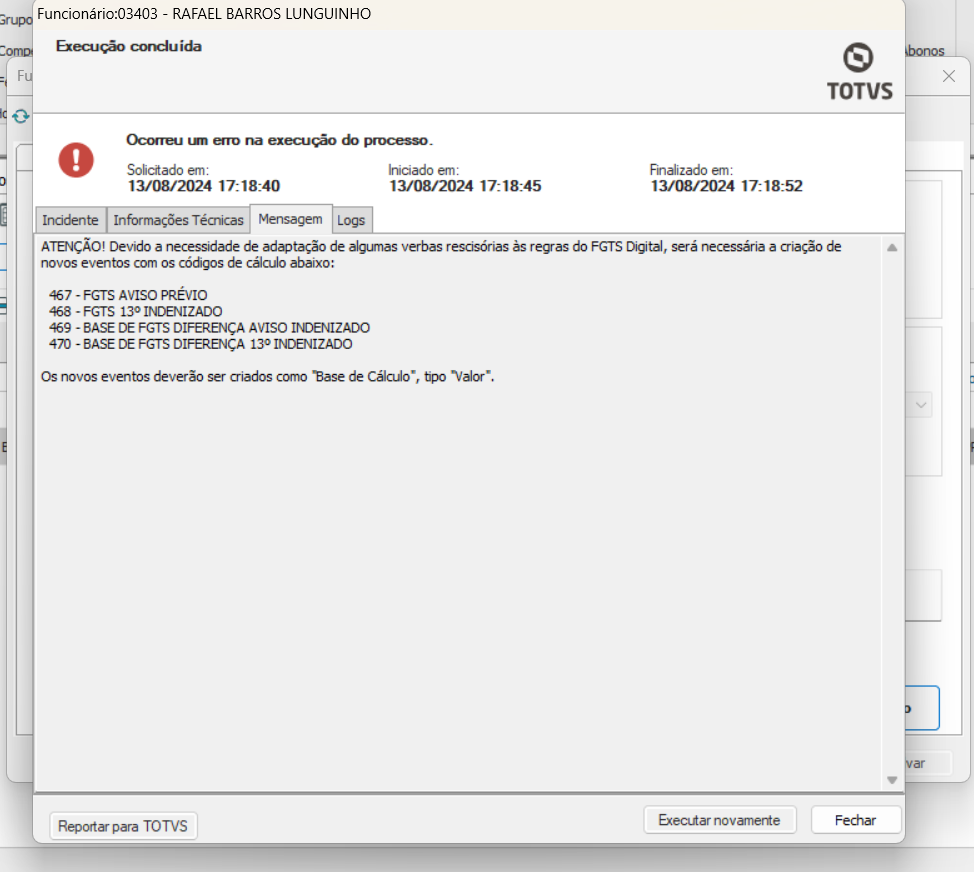 Funcionário:03403 - RAFAEL BARROS LUNGUINHO
Grupo
Execução concluída
Abonos
Fu
TOTVS
Ocorreu um erro na execução do processo.
Solicitado em: Iniciado em: Finalizado em:
13/08/2024 17:18:40 13/08/2024 17:18:45 13/08/2024 17:18:52
Incidente Informações Técnicas Mensagem Logs
ATENÇÃO! Devido a necessidade de adaptação de algumas verbas rescisórias às regras do FGTS Digital, será necessária a criação de
novos eventos com os códigos de cálculo abaixo:
467 - FGTS AVISO PRÉVIO
468 - FGTS 13º INDENIZADO
469 - BASE DE FGTS DIFERENÇA AVISO INDENIZADO
470 - BASE DE FGTS DIFERENÇA 13º INDENIZADO
Os novos eventos deverão ser criados como "Base de Cálculo", tipo "Valor".
var
Reportar para TOTVS Executar novamente Fechar